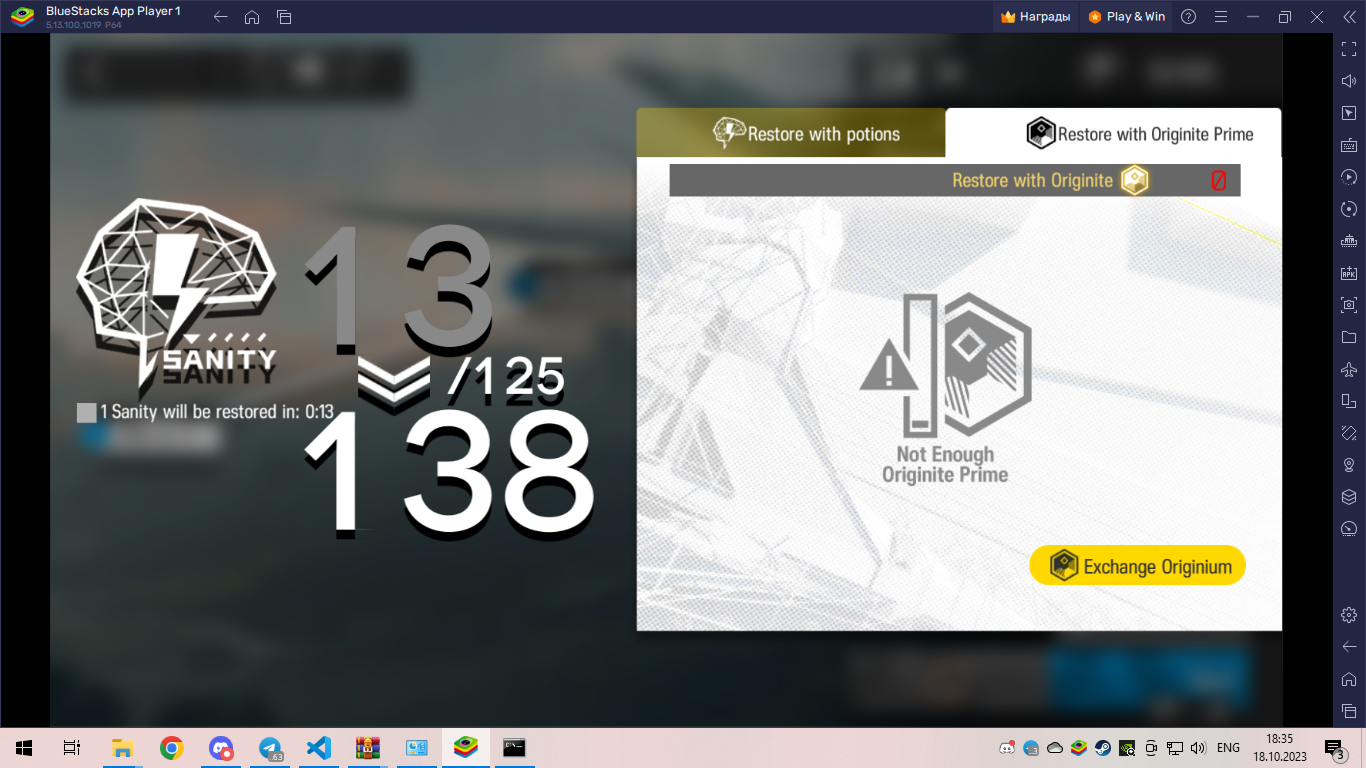 BlueStacks App Player 1
5.13.100.1019 P64
Награды
Play & Win
Restore with potions
Restore with Originite Prime
Restore with Originite
0
SANITY
13
/125
1 Sanity will be restored in: 0:13
138
Not Enough
Originite Prime
Exchange Originium
63
ENG
18:35
18.10.2023
3